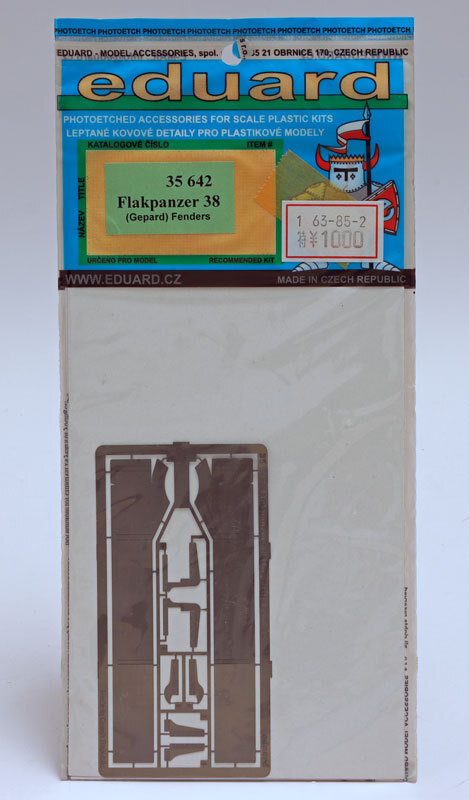 PHOTOETCH PHOTOETCH PHOTOETCH PHOTOETCH PHOTOETCH PHOTOETCH PHOTOETCH
EDUARD - MODEL ACCESSORIES, spol. 21 OBRNICE 170, CZECH REPUBLIC
eduard
PHOTOETCHED ACCESSORIES FOR SCALE PLASTIC KITS
LEPTANÉ KOVOVÉ DETAILY PRO PLASTIKOVÉ MODELY
KATALOGOVÉ ČÍSLO ITEM #
NÁZEV TITLE
35 642
Flakpanzer 38
(Gepard) Fenders
1 63-85-2
特 ¥1000
URČENO PRO MODEL RECOMMENDED KIT
WWW.EDUARD.CZ MADE IN CZECH REPUBLIC